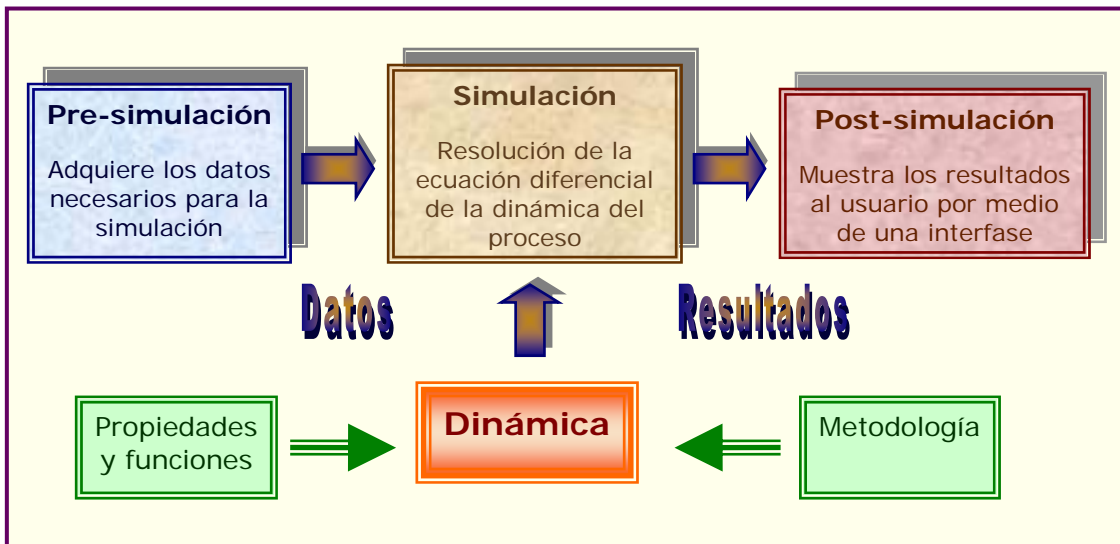 Pre-simulación
Adquiere los datos
necesarios para la
simulación
Simulación
Resolución de la
ecuación diferencial
de la dinámica del
proceso
Post-simulación
Muestra los resultados
al usuario por medio
de una interfase
Datos
Resultados
Propiedades
y funciones
Dinámica
Metodología